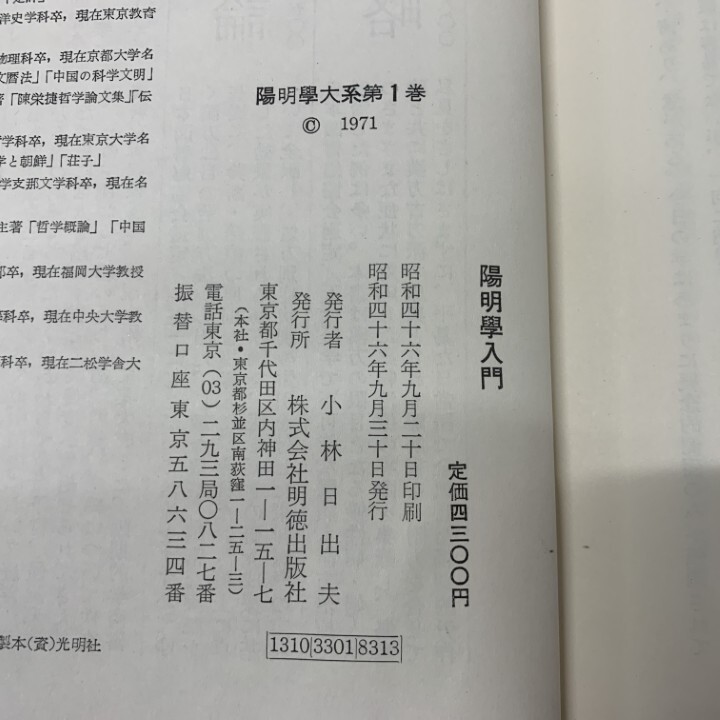 陽明學大系第1巻
© 1971
陽明學入門
定価四三〇〇円
昭和四十六年九月二十日印刷
昭和四十六年九月三十日発行
発行者 小林日出夫
発行所 株式会社明徳出版社
東京都千代田区内神田一―一五―七
(本社・東京都杉並区南荻窪一―二五―三)
電話東京(03)二九三局〇八二七番
振替口座東京五八六三四番
1310 3301 8313
洋史学科卒，現在東京教育
物理科卒，現在京都大学名
文暦法」「中国の科学文明」
著「陳栄捷哲学論文集」「伝
哲学科卒，現在東京大学名
学と朝鮮」「荘子」
学支那文学科卒，現在名
主著「哲学概論」「中国
部卒，現在福岡大学教授
科卒，現在中央大学教
科卒，現在二松学舎大
製本(資)光明社